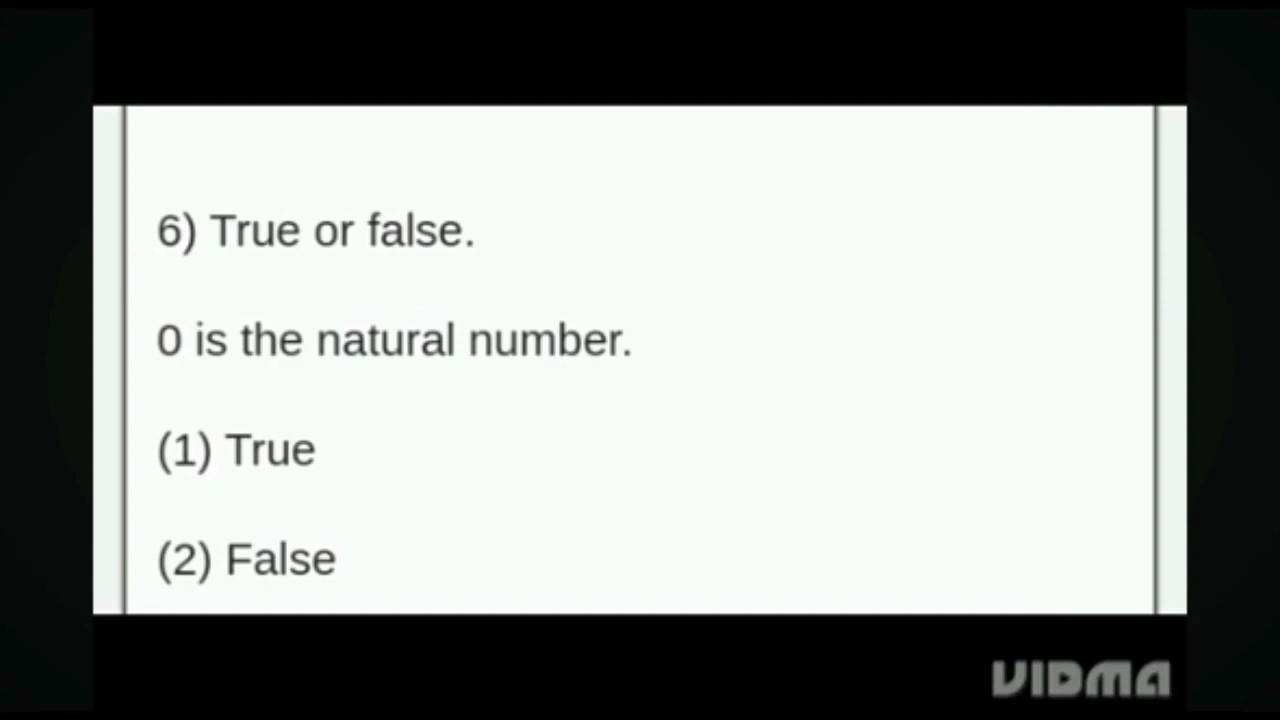 6) True or false.
0 is the natural number.
(1) True
(2) False
VIDMA